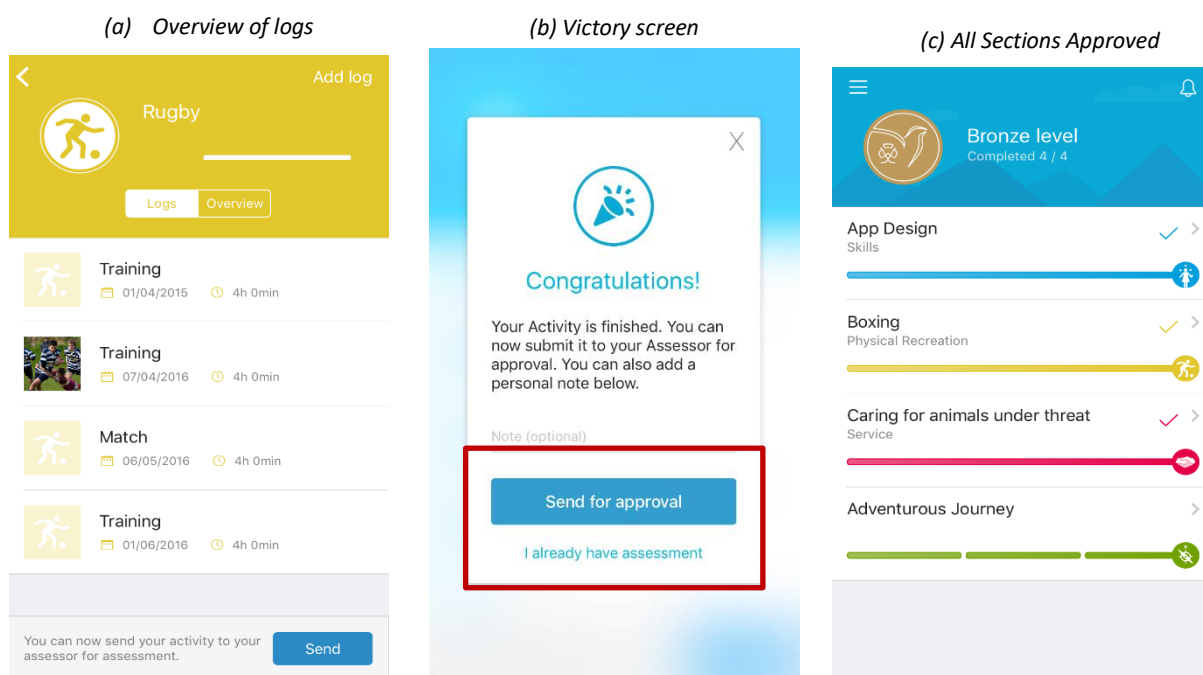 (a) Overview of logs
Add log
Rugby
Logs Overview
Training
01/04/2015 4h 0min
Training
07/04/2016 4h 0min
Match
06/05/2016 4h 0min
Training
01/06/2016 4h 0min
You can now send your activity to your
assessor for assessment.
Send
(b) Victory screen
X
Congratulations!
Your Activity is finished. You can
now submit it to your Assessor for
approval. You can also add a
personal note below.
Note (optional)
Send for approval
I already have assessment
(c) All Sections Approved
Bronze level
Completed 4 / 4
App Design
Skills
Boxing
Physical Recreation
Caring for animals under threat
Service
Adventurous Journey